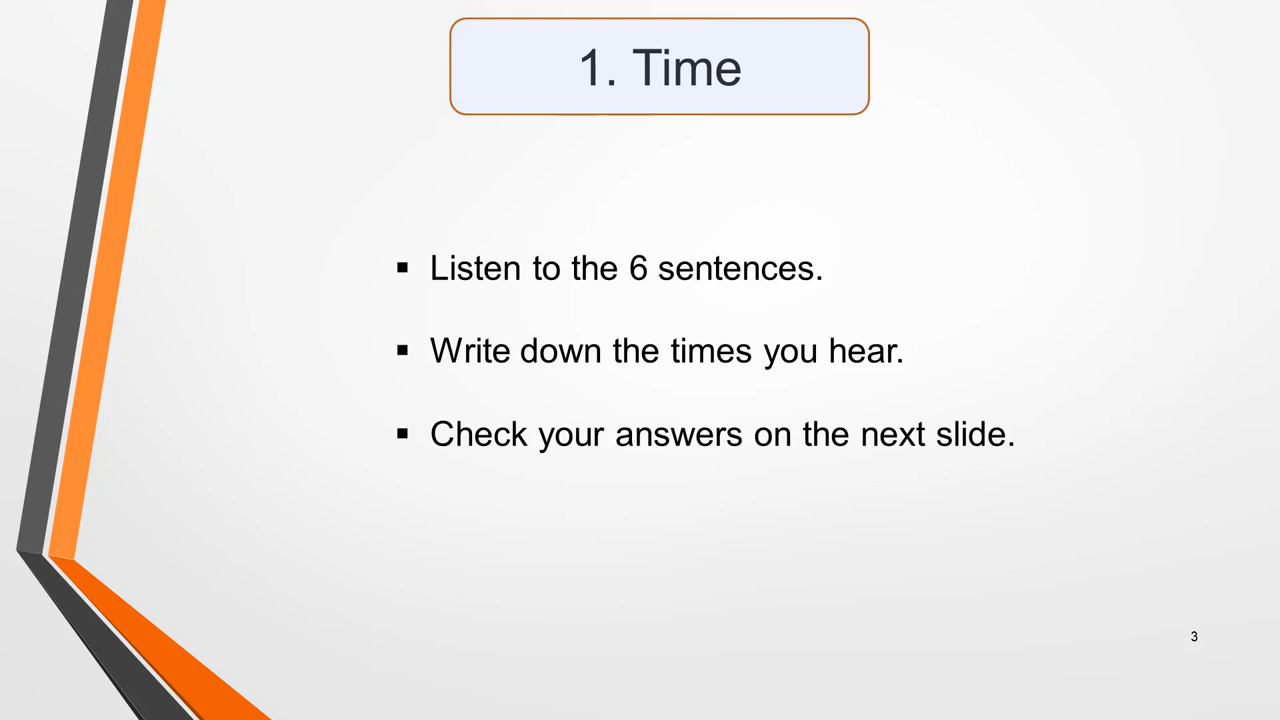 1. Time
▪ Listen to the 6 sentences.
▪ Write down the times you hear.
▪ Check your answers on the next slide.
3